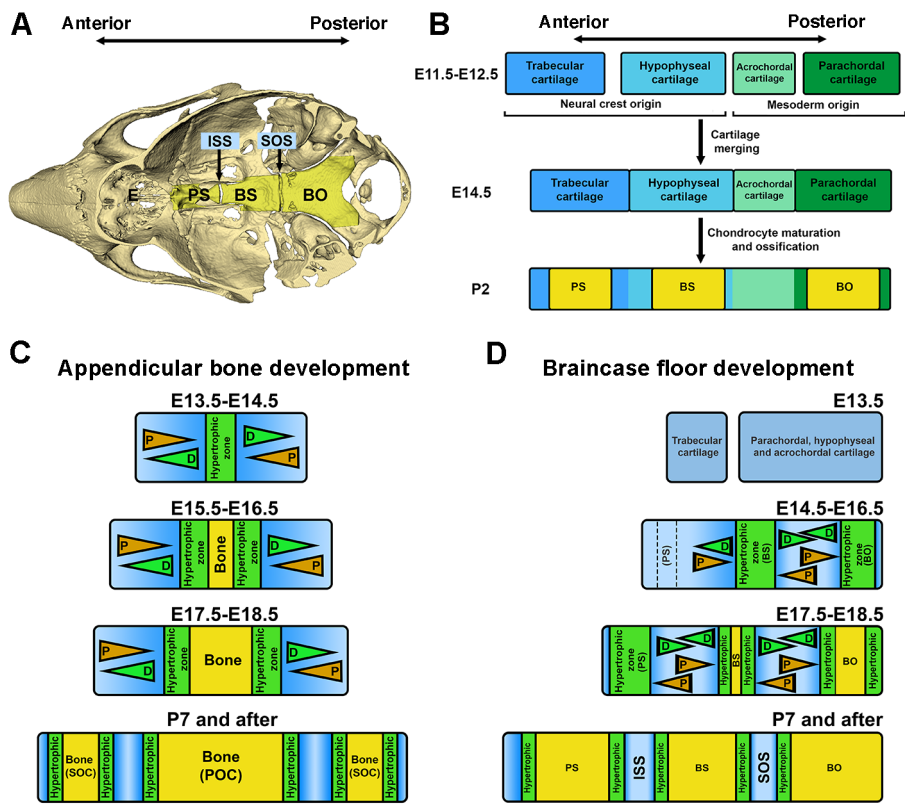 A
Anterior
Posterior
ISS
SOS
E
PS
BS
BO
B
Anterior
Posterior
E11.5-E12.5
Trabecular
cartilage
Hypophyseal
cartilage
Acrochordal
cartilage
Parachordal
cartilage
Neural crest origin
Mesoderm origin
Cartilage
merging
E14.5
Trabecular
cartilage
Hypophyseal
cartilage
Acrochordal
cartilage
Parachordal
cartilage
Chondrocyte maturation
and ossification
P2
PS
BS
BO
C
Appendicular bone development
E13.5-E14.5
P
D
Hypertrophic
zone
D
P
E15.5-E16.5
P
D
Hypertrophic
zone
Bone
Hypertrophic
zone
D
P
E17.5-E18.5
P
D
Hypertrophic
zone
Bone
Hypertrophic
zone
D
P
P7 and after
Hypertrophic
Bone
(SOC)
Hypertrophic
Hypertrophic
Bone
(POC)
Hypertrophic
Hypertrophic
Bone
(SOC)
Hypertrophic
D
Braincase floor development
E13.5
Trabecular
cartilage
Parachordal, hypophyseal
and acrochordal cartilage
E14.5-E16.5
(PS)
D
P
Hypertrophic
zone
(BS)
D
D
P
P
Hypertrophic
zone
(BO)
E17.5-E18.5
Hypertrophic
zone
(PS)
D
D
P
P
Hypertrophic
BS
Hypertrophic
D
D
P
P
Hypertrophic
BO
Hypertrophic
P7 and after
Hypertrophic
PS
Hypertrophic
ISS
Hypertrophic
BS
Hypertrophic
SOS
Hypertrophic
BO